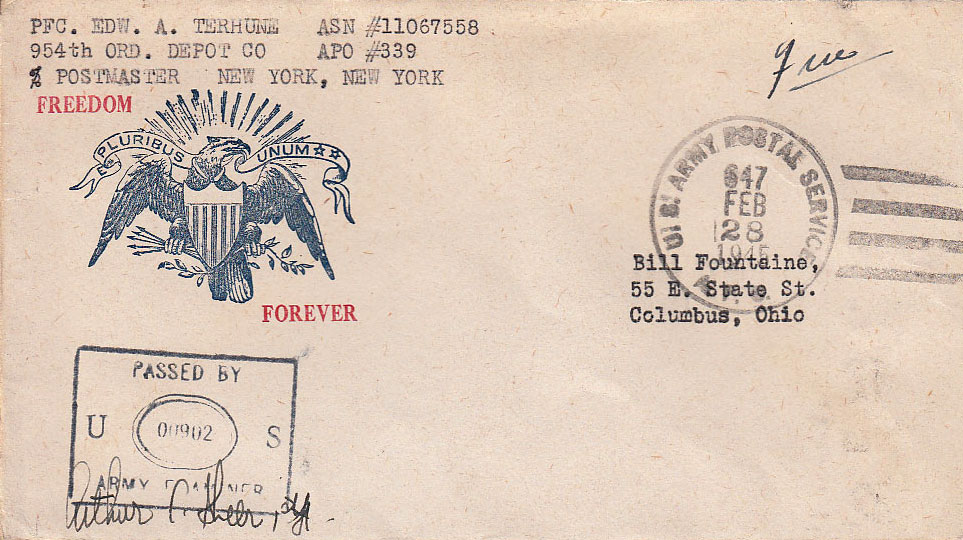 PFC. EDW. A. TERHUNE ASN #11067558
954th ORD. DEPOT CO APO #339
% POSTMASTER NEW YORK, NEW YORK
FREEDOM
E PLURIBUS UNUM
FOREVER
Free
U. S. ARMY POSTAL SERVICE
647
FEB
28
1945
A. P. O.
Bill Fountaine,
55 E. State St.
Columbus, Ohio
PASSED BY
U 00902 S
ARMY EXAMINER
Arthur